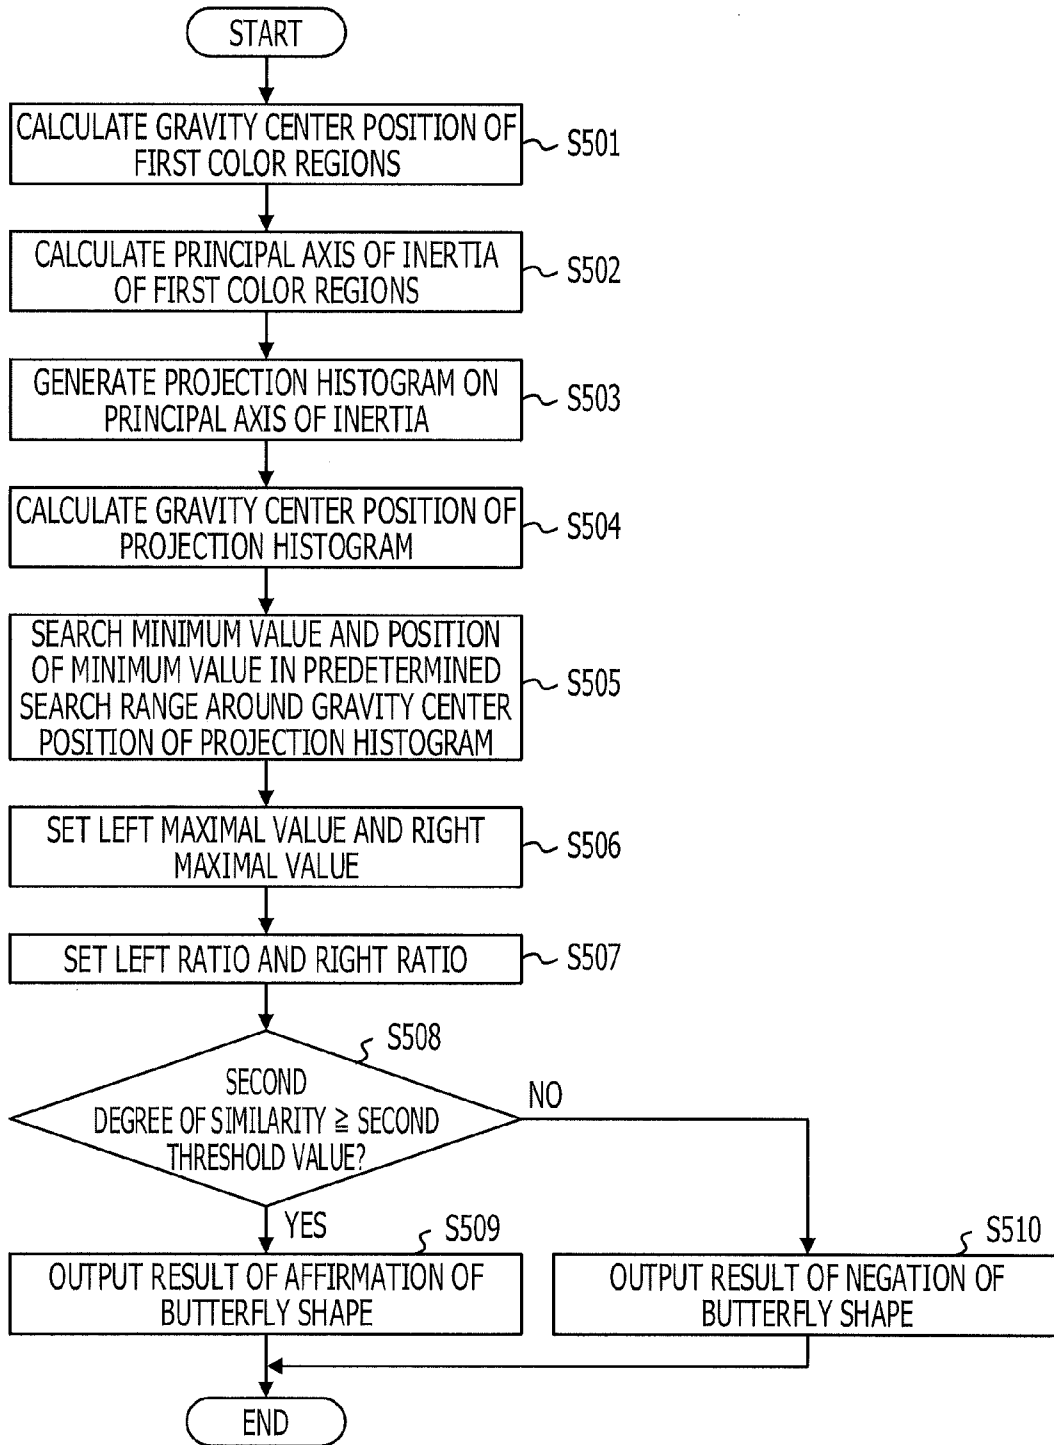 START
CALCULATE GRAVITY CENTER POSITION OF
FIRST COLOR REGIONS
S501
CALCULATE PRINCIPAL AXIS OF INERTIA
OF FIRST COLOR REGIONS
S502
GENERATE PROJECTION HISTOGRAM ON
PRINCIPAL AXIS OF INERTIA
S503
CALCULATE GRAVITY CENTER POSITION OF
PROJECTION HISTOGRAM
S504
SEARCH MINIMUM VALUE AND POSITION
OF MINIMUM VALUE IN PREDETERMINED
SEARCH RANGE AROUND GRAVITY CENTER
POSITION OF PROJECTION HISTOGRAM
S505
SET LEFT MAXIMAL VALUE AND RIGHT
MAXIMAL VALUE
S506
SET LEFT RATIO AND RIGHT RATIO
S507
S508
SECOND
DEGREE OF SIMILARITY ≧ SECOND
THRESHOLD VALUE?
NO
YES
S509
OUTPUT RESULT OF AFFIRMATION OF
BUTTERFLY SHAPE
S510
OUTPUT RESULT OF NEGATION OF
BUTTERFLY SHAPE
END